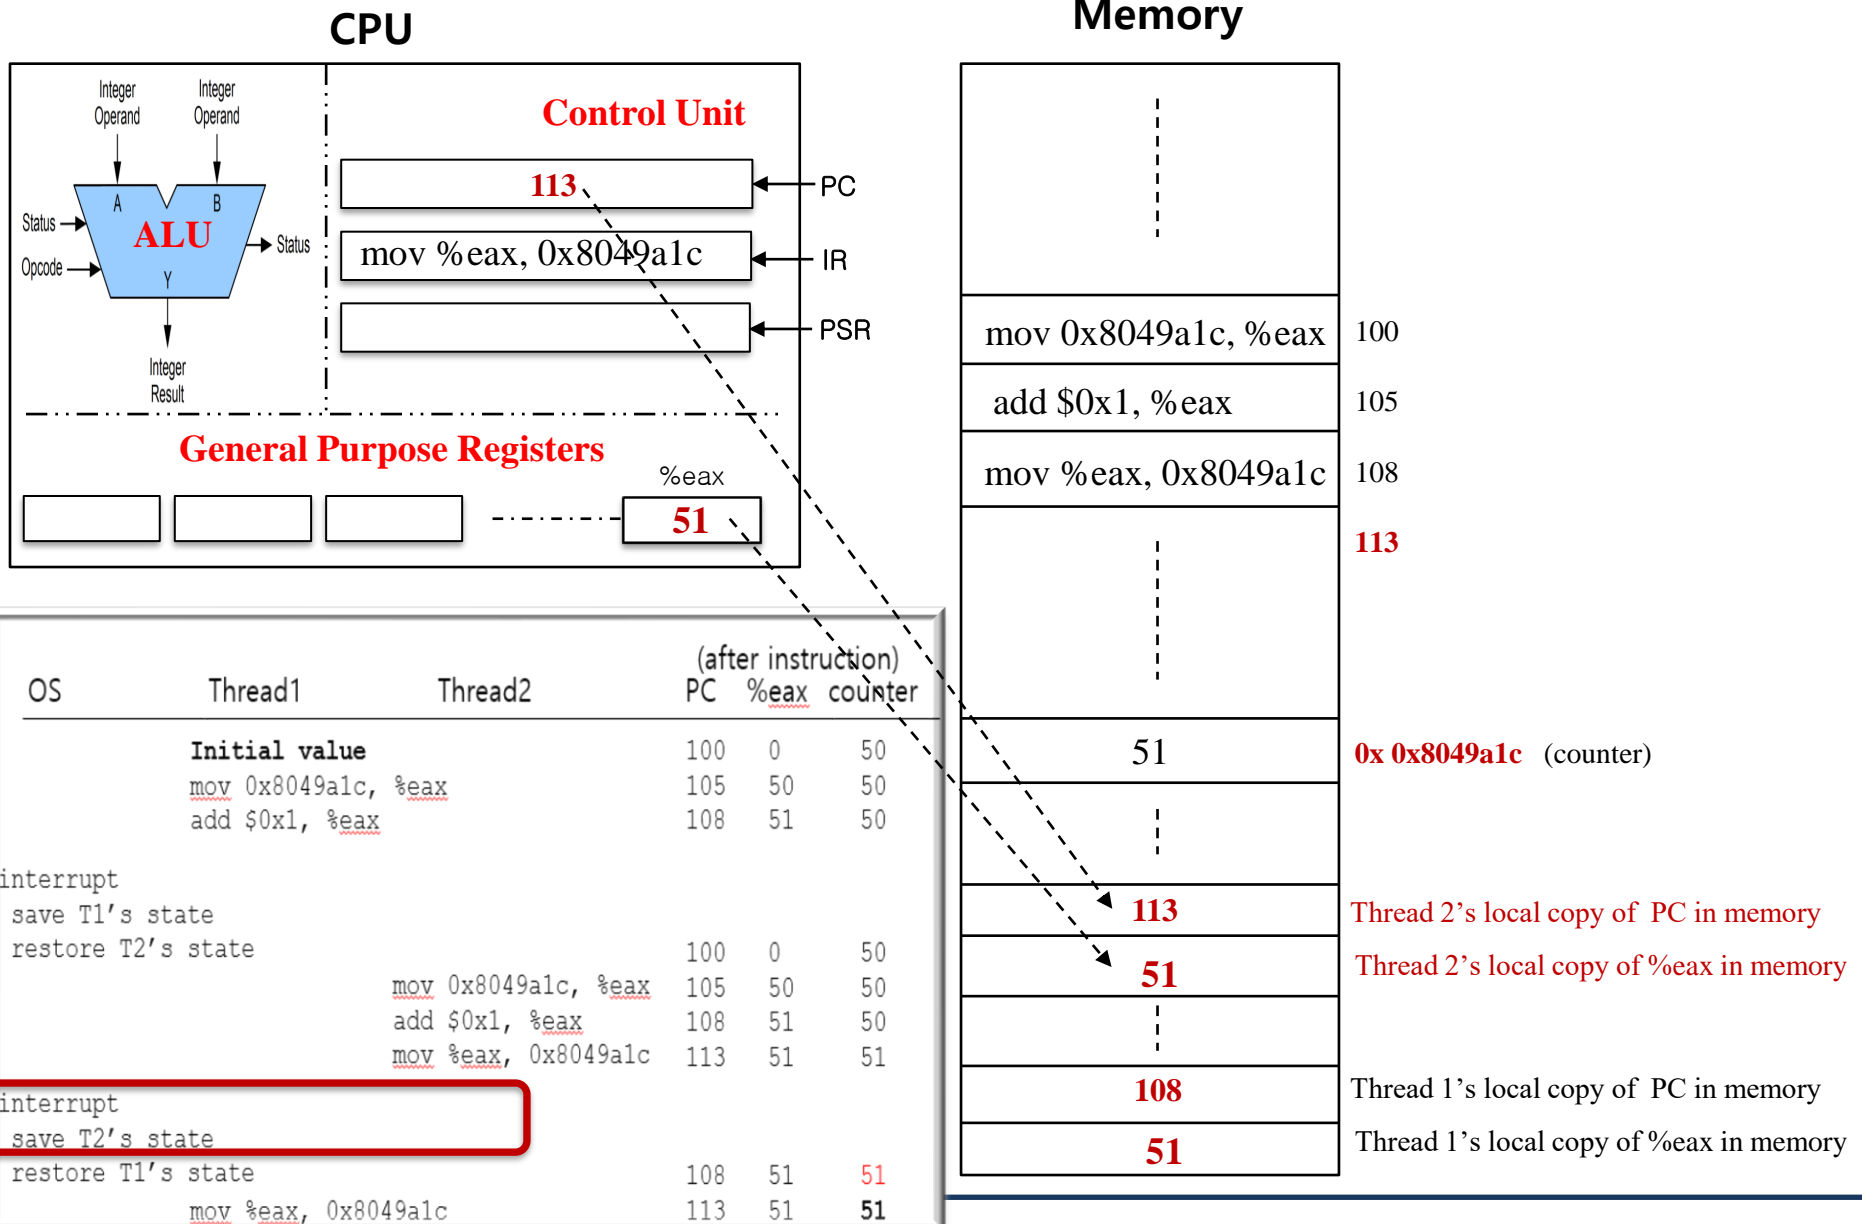 CPU
Memory
Integer Operand
Integer Operand
A
B
ALU
Status
Opcode
Status
Y
Integer Result
Control Unit
113
PC
mov %eax, 0x8049a1c
IR
PSR
General Purpose Registers
%eax
51
mov 0x8049a1c, %eax 100
add $0x1, %eax 105
mov %eax, 0x8049a1c 108
113
51 0x 0x8049a1c (counter)
113 Thread 2’s local copy of PC in memory
51 Thread 2’s local copy of %eax in memory
108 Thread 1’s local copy of PC in memory
51 Thread 1’s local copy of %eax in memory
(after instruction)
OS Thread1 Thread2 PC %eax counter
Initial value 100 0 50
mov 0x8049a1c, %eax 105 50 50
add $0x1, %eax 108 51 50
interrupt
save T1’s state
restore T2’s state 100 0 50
mov 0x8049a1c, %eax 105 50 50
add $0x1, %eax 108 51 50
mov %eax, 0x8049a1c 113 51 51
interrupt
save T2’s state
restore T1’s state 108 51 51
mov %eax, 0x8049a1c 113 51 51